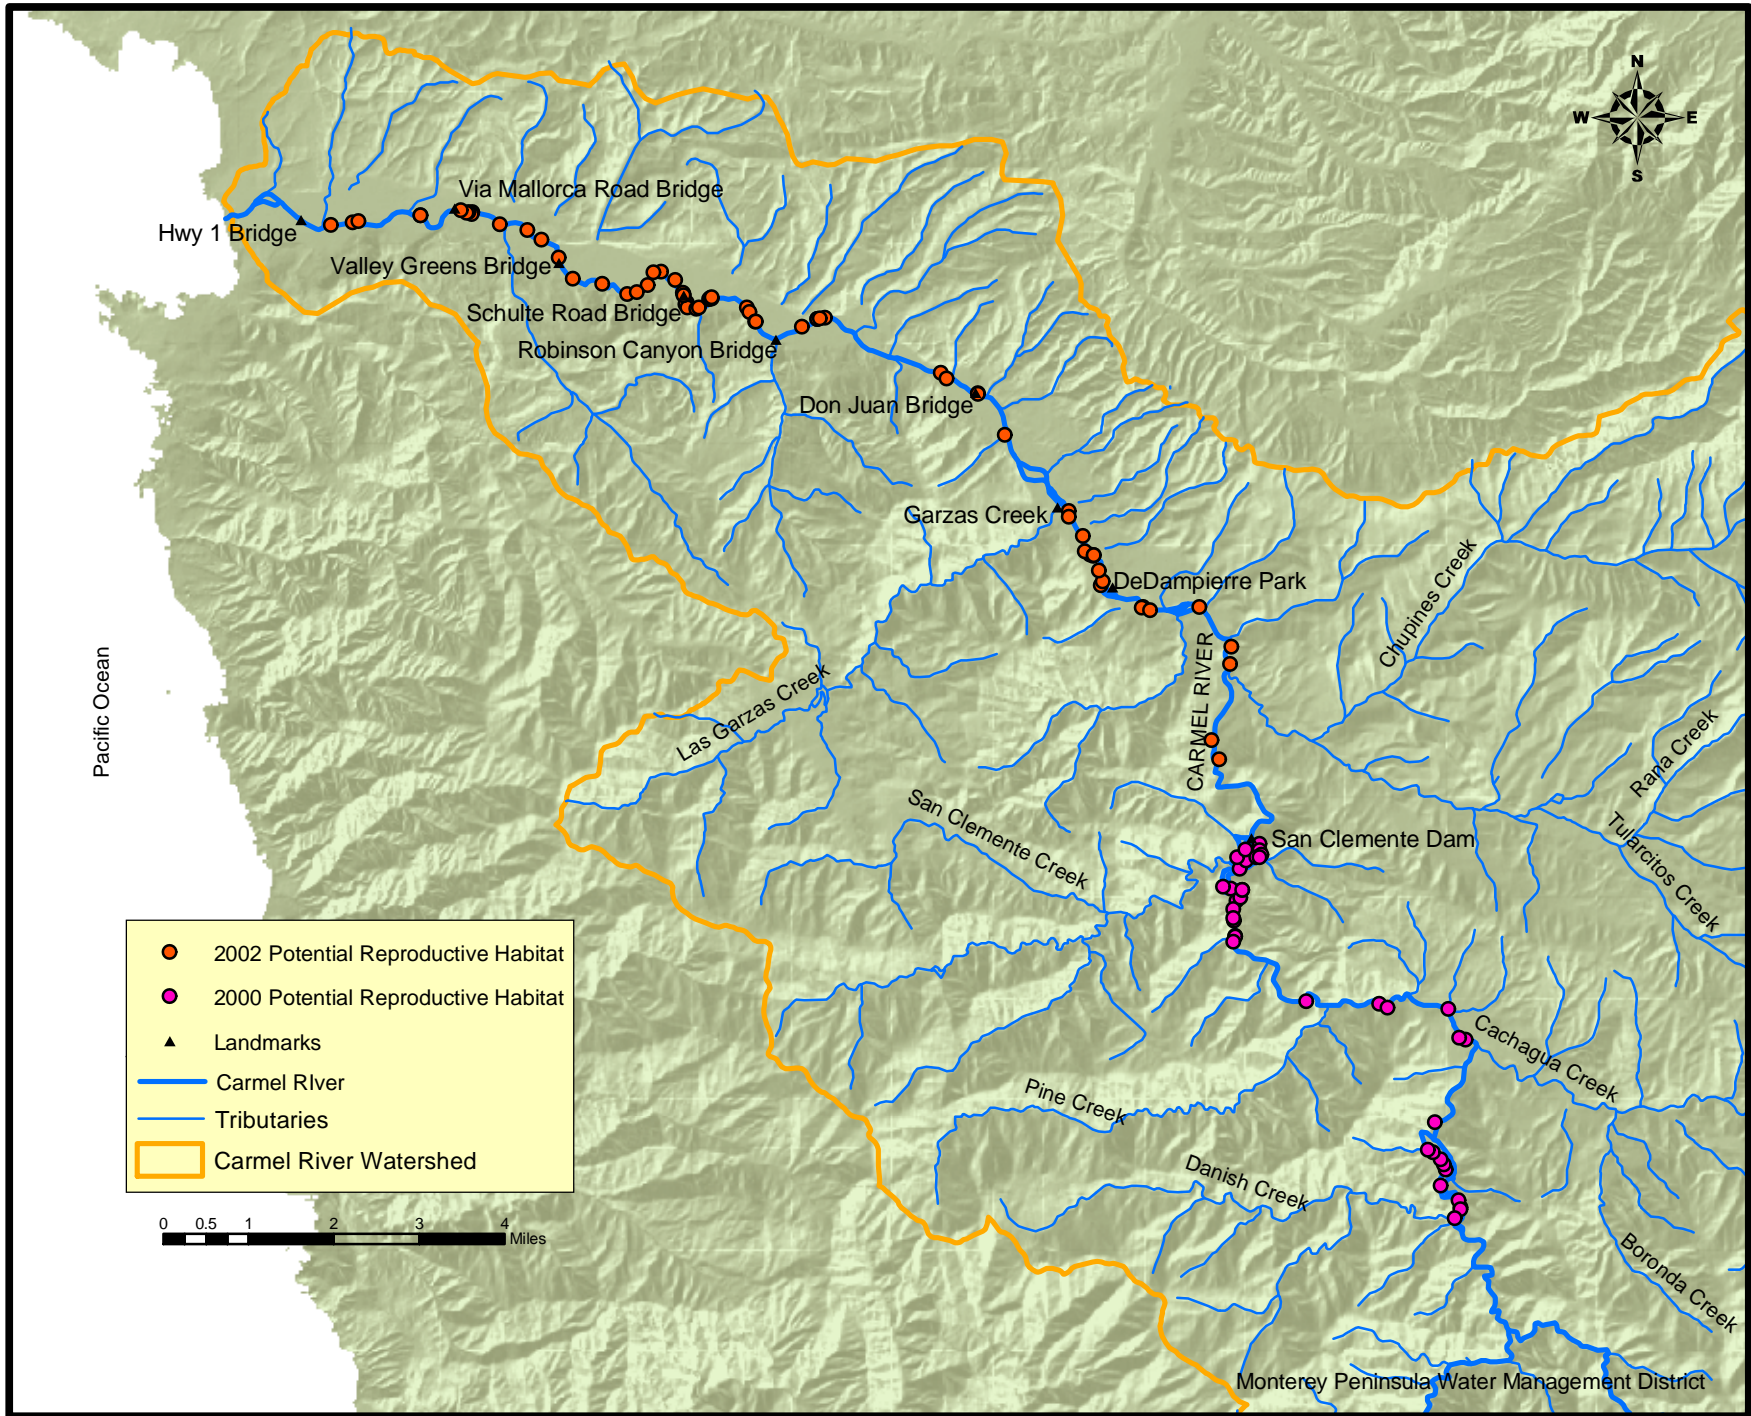 N
W
E
S
Via Mallorca Road Bridge
Hwy 1 Bridge
Valley Greens Bridge
Schulte Road Bridge
Robinson Canyon Bridge
Don Juan Bridge
Garzas Creek
DeDampierre Park
Chupines Creek
CARMEL RIVER
Pacific Ocean
Las Garzas Creek
Rana Creek
San Clemente Creek
San Clemente Dam
Tularcitos Creek
2002 Potential Reproductive Habitat
2000 Potential Reproductive Habitat
Landmarks
Carmel RIver
Tributaries
Carmel River Watershed
Cachagua Creek
Pine Creek
Danish Creek
Boronda Creek
0 0.5 1 2 3 4
Miles
Monterey Peninsula Water Management District